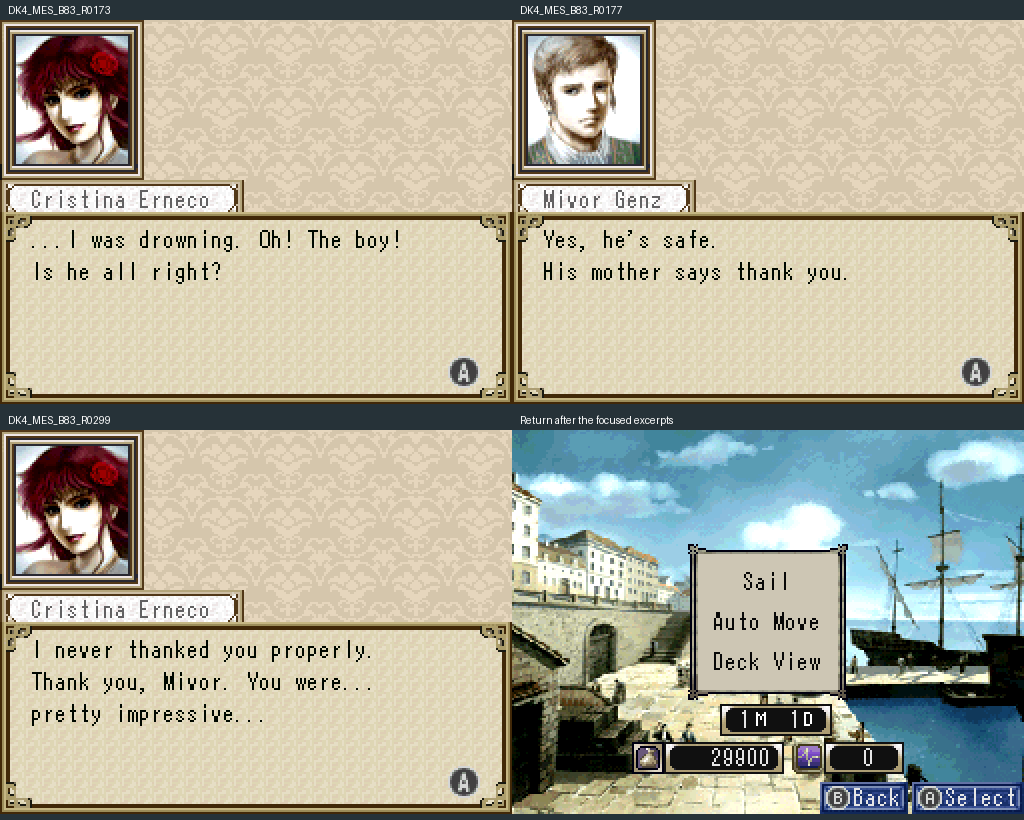 DK4_MES_B83_R0173
Cristina Erneco
...I was drowning. Oh! The boy!
Is he all right?
A
DK4_MES_B83_R0177
Mivor Genz
Yes, he's safe.
His mother says thank you.
A
DK4_MES_B83_R0299
Cristina Erneco
I never thanked you properly.
Thank you, Mivor. You were...
pretty impressive...
A
Return after the focused excerpts
Sail
Auto Move
Deck View
1M 1D
29900
0
B Back
A Select